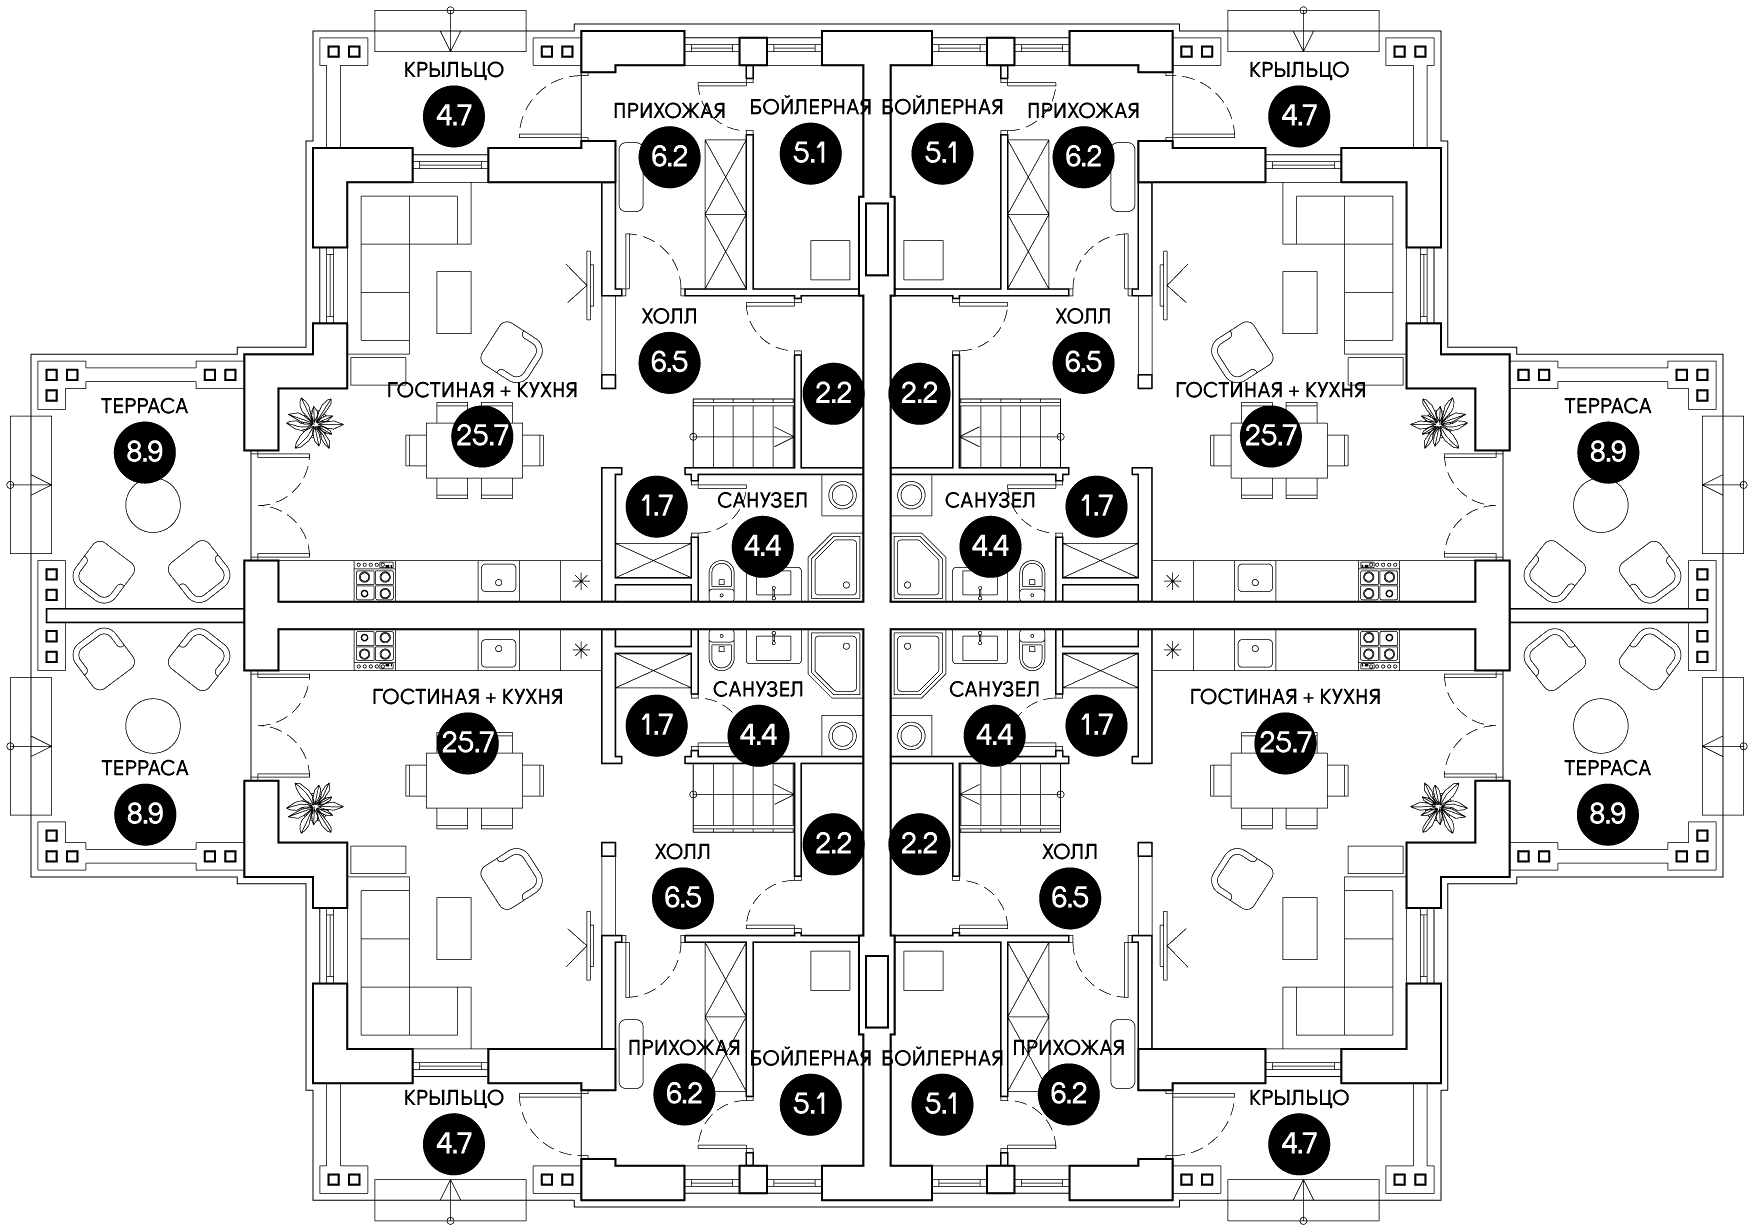 КРЫЛЬЦО
4.7
ПРИХОЖАЯ
6.2
БОЙЛЕРНАЯ
5.1
БОЙЛЕРНАЯ
5.1
ПРИХОЖАЯ
6.2
КРЫЛЬЦО
4.7
ХОЛЛ
6.5
2.2
2.2
ХОЛЛ
6.5
ТЕРРАСА
8.9
ГОСТИНАЯ + КУХНЯ
25.7
ГОСТИНАЯ + КУХНЯ
25.7
ТЕРРАСА
8.9
1.7
САНУЗЕЛ
4.4
САНУЗЕЛ
4.4
1.7
ТЕРРАСА
8.9
ГОСТИНАЯ + КУХНЯ
25.7
1.7
САНУЗЕЛ
4.4
САНУЗЕЛ
4.4
1.7
ГОСТИНАЯ + КУХНЯ
25.7
ТЕРРАСА
8.9
ХОЛЛ
6.5
2.2
2.2
ХОЛЛ
6.5
КРЫЛЬЦО
4.7
ПРИХОЖАЯ
6.2
БОЙЛЕРНАЯ
5.1
БОЙЛЕРНАЯ
5.1
ПРИХОЖАЯ
6.2
КРЫЛЬЦО
4.7